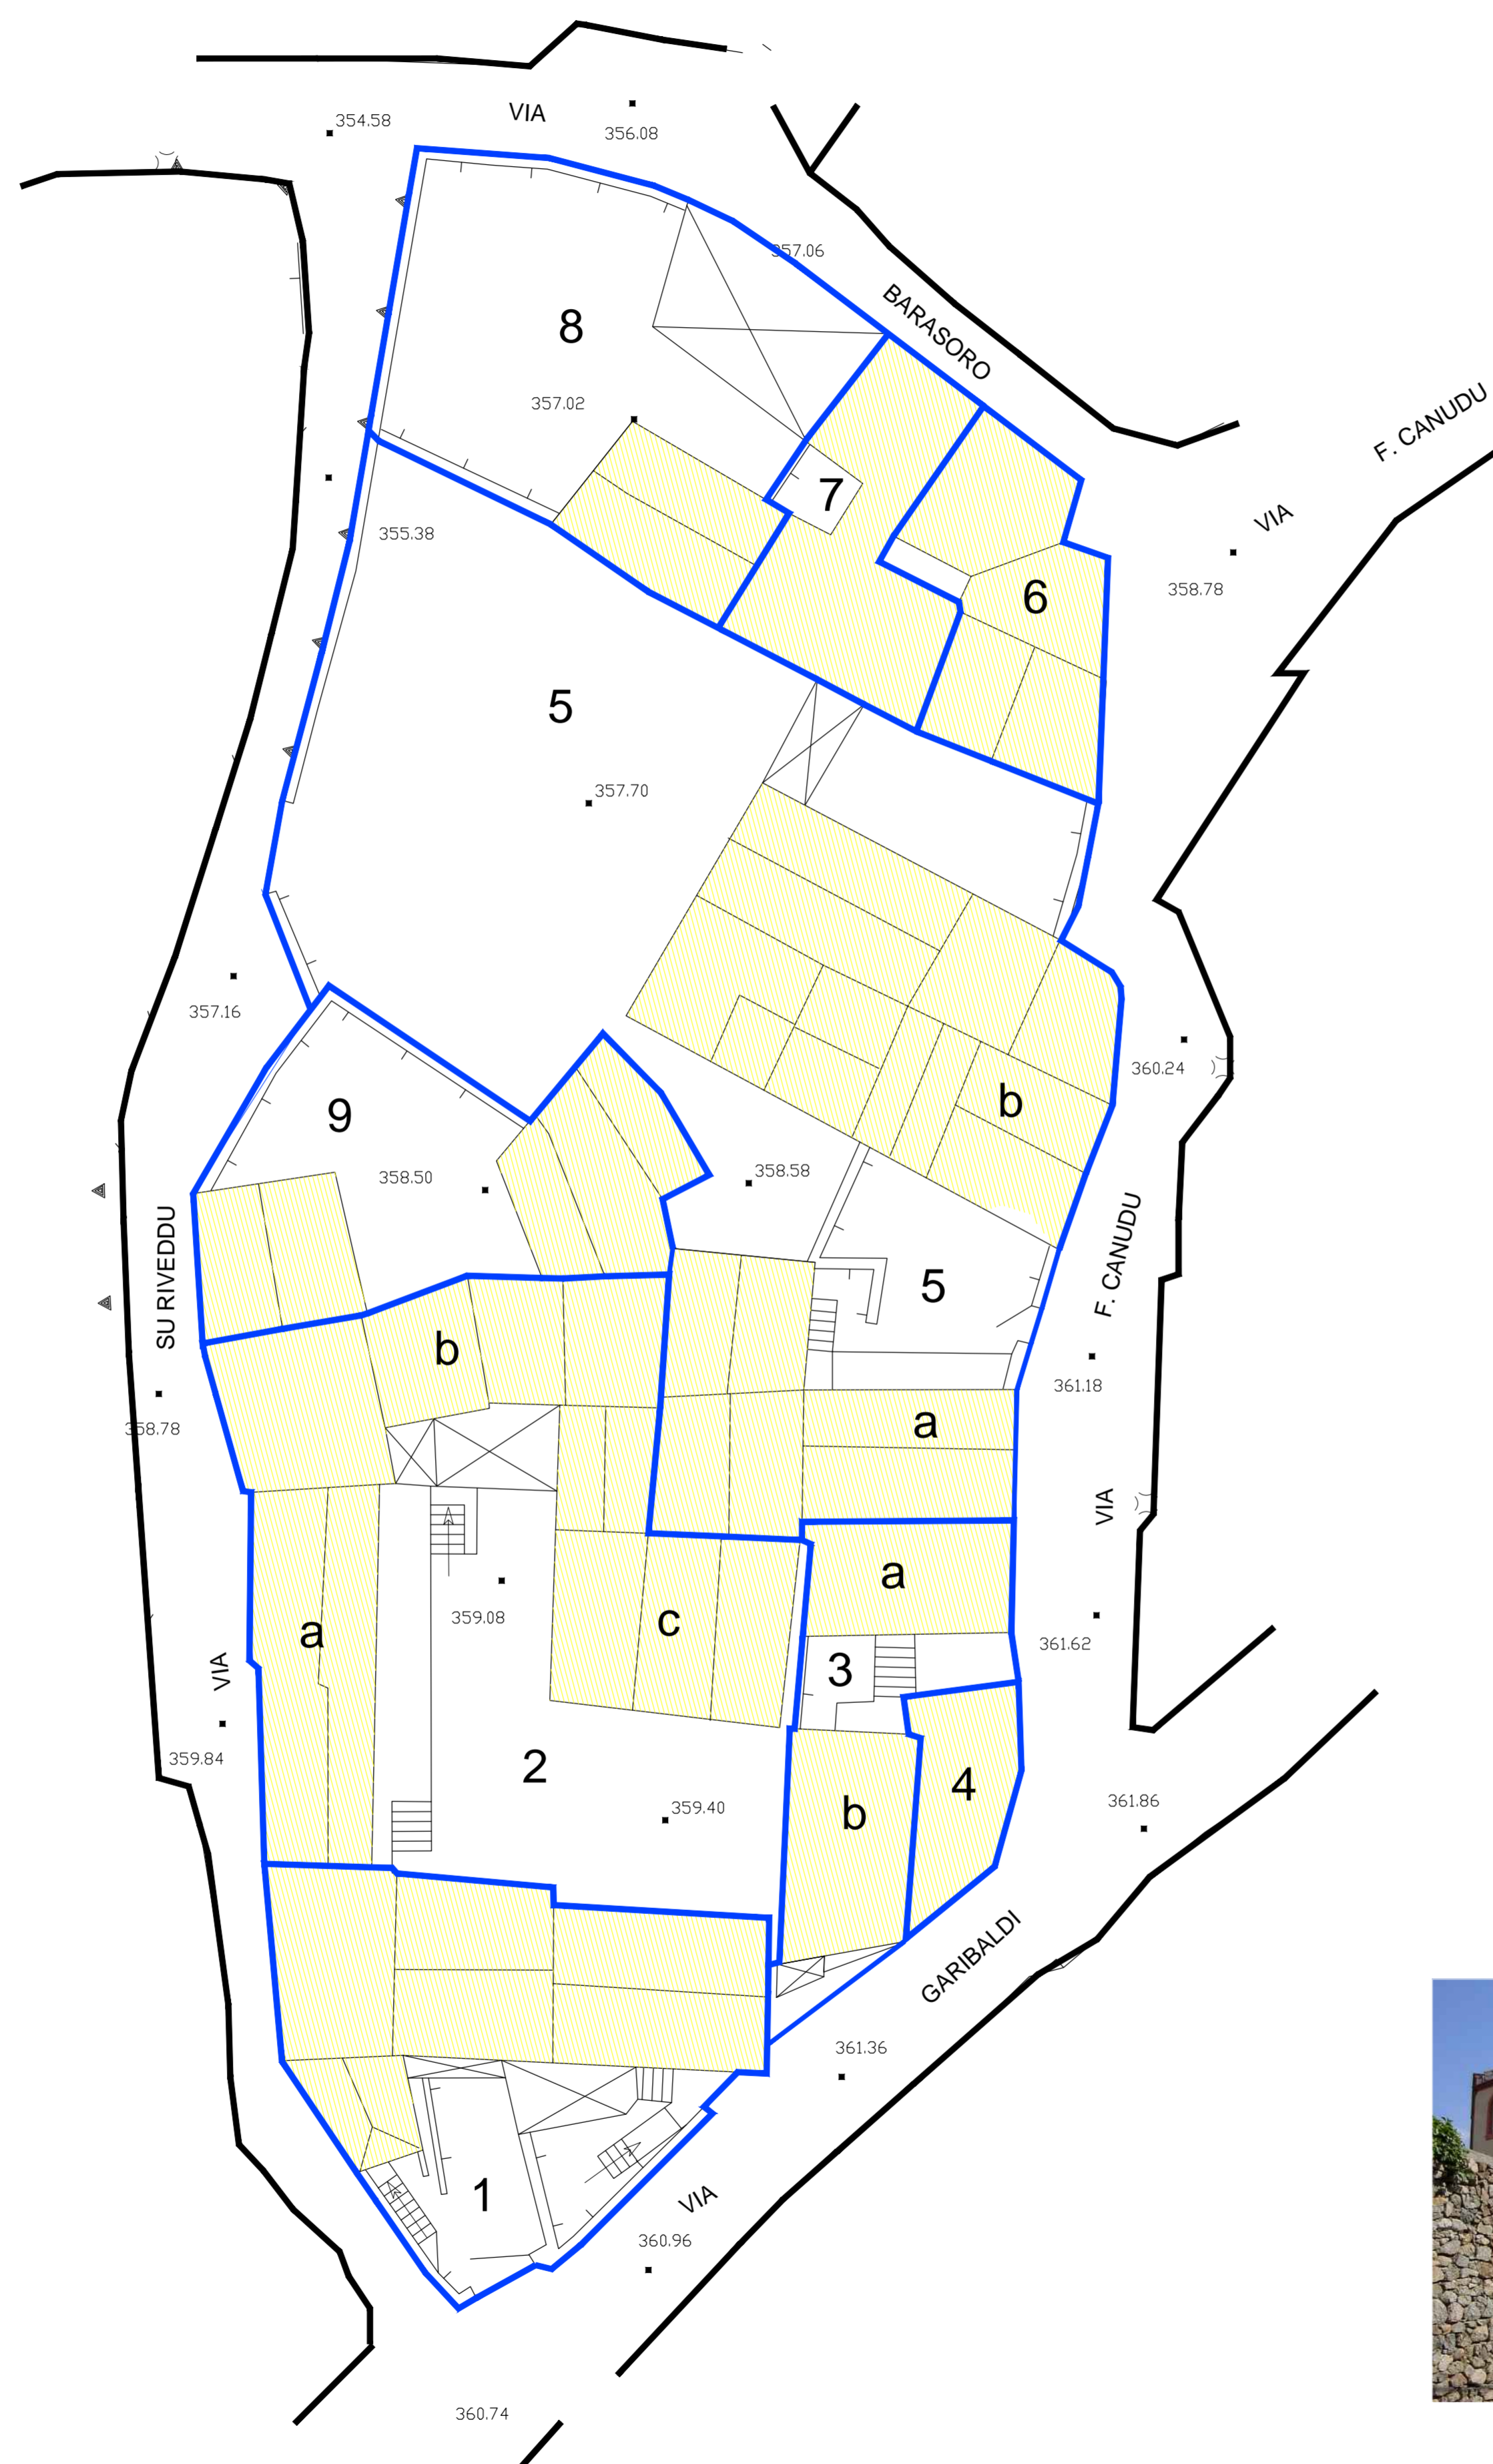 VIA
354.58
356.08
357.06
BARASORO
8
F. CANUDU
357.02
7
VIA
355.38
6
358.78
5
357.70
357.16
360.24
b
9
358.50
358.58
SU RIVEDDU
F. CANUDU
5
b
361.18
358.78
a
VIA
a
359.08
c
a
361.62
3
VIA
359.84
2
4
359.40
b
361.86
GARIBALDI
361.36
1
VIA
360.96
360.74